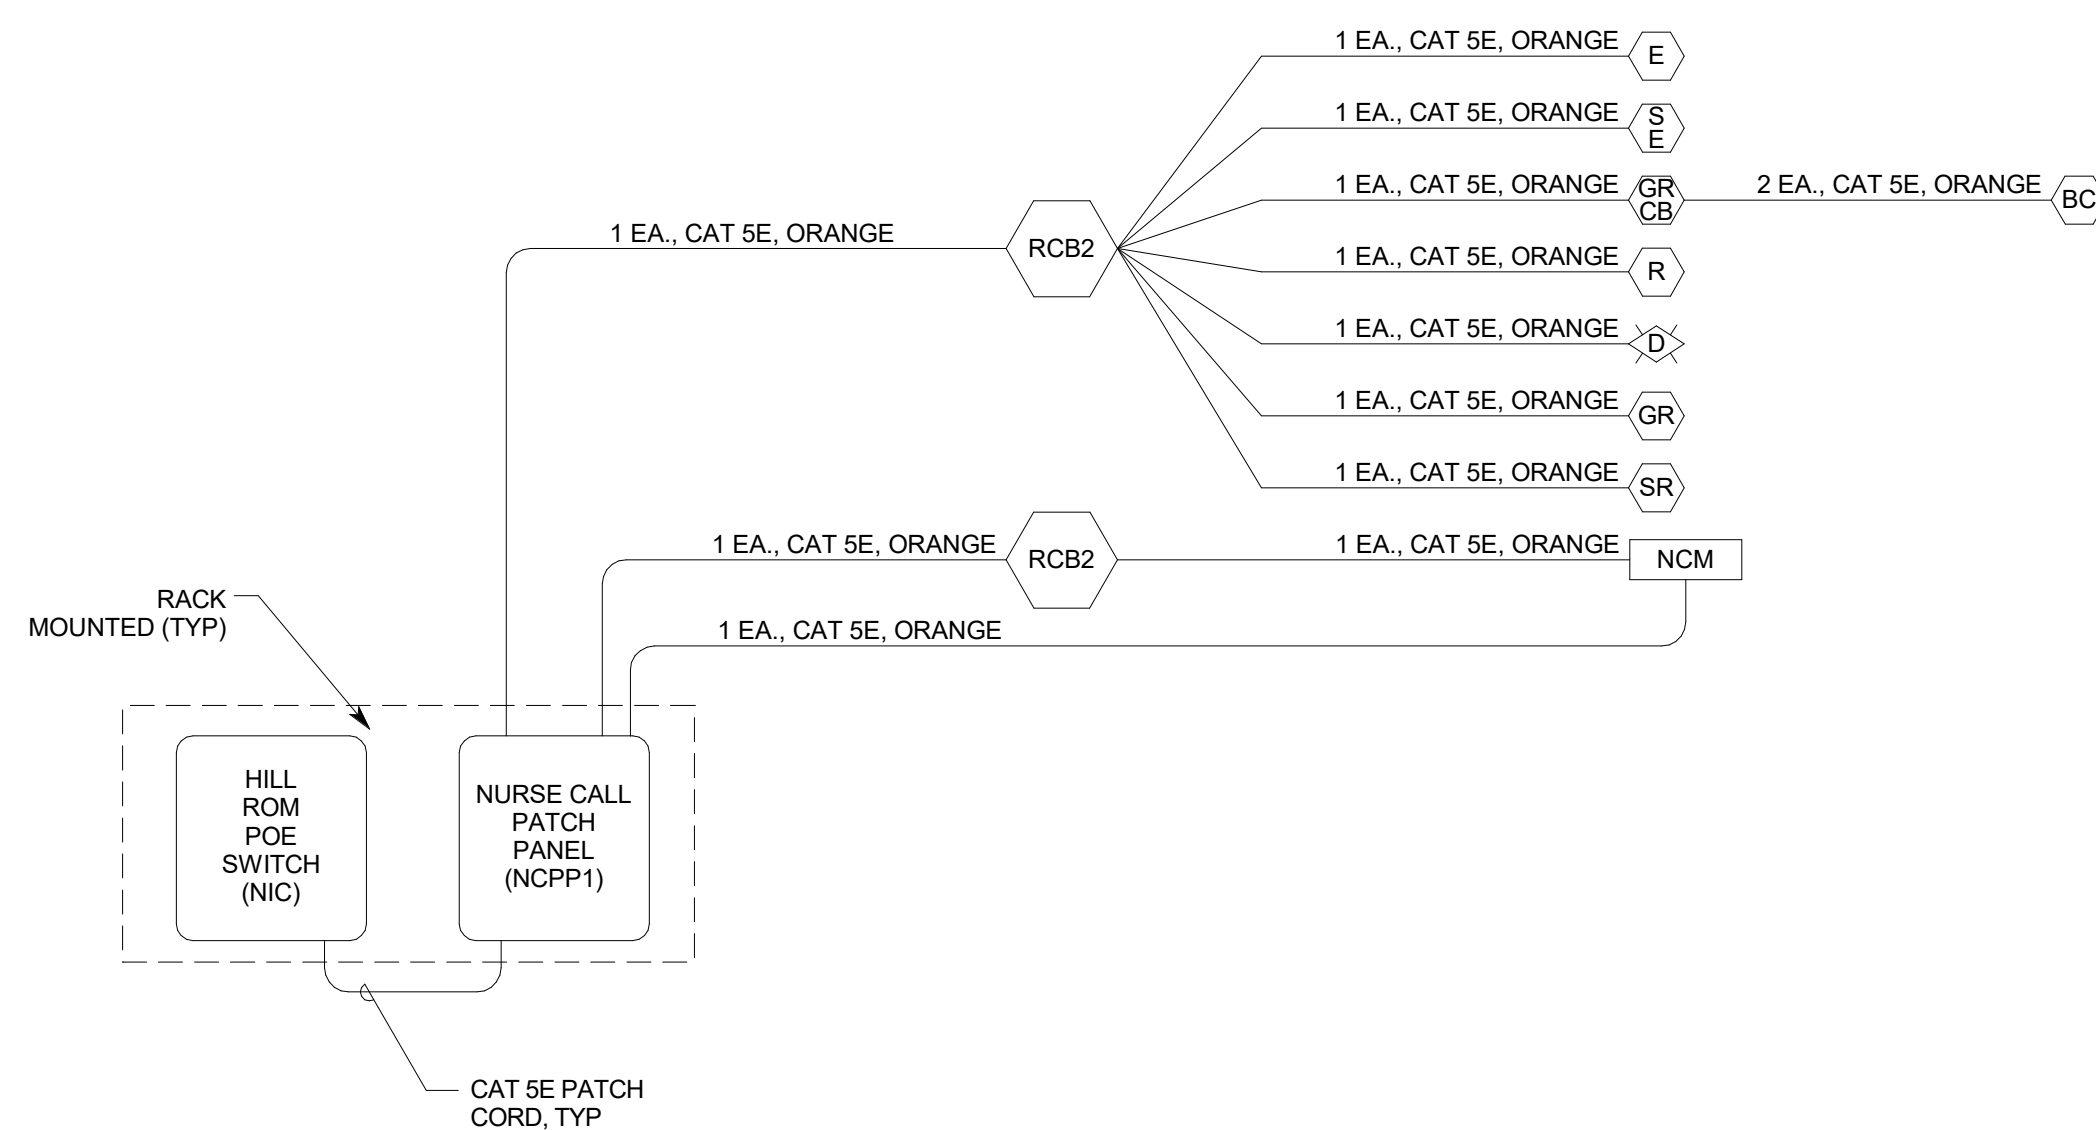 1 EA., CAT 5E, ORANGE
E
1 EA., CAT 5E, ORANGE
S
E
1 EA., CAT 5E, ORANGE
GR
CB
2 EA., CAT 5E, ORANGE
BC
1 EA., CAT 5E, ORANGE
RCB2
1 EA., CAT 5E, ORANGE
R
1 EA., CAT 5E, ORANGE
D
1 EA., CAT 5E, ORANGE
GR
1 EA., CAT 5E, ORANGE
SR
1 EA., CAT 5E, ORANGE
RCB2
1 EA., CAT 5E, ORANGE
NCM
1 EA., CAT 5E, ORANGE
RACK
MOUNTED (TYP)
HILL
ROM
POE
SWITCH
(NIC)
NURSE CALL
PATCH
PANEL
(NCPP1)
CAT 5E PATCH
CORD, TYP